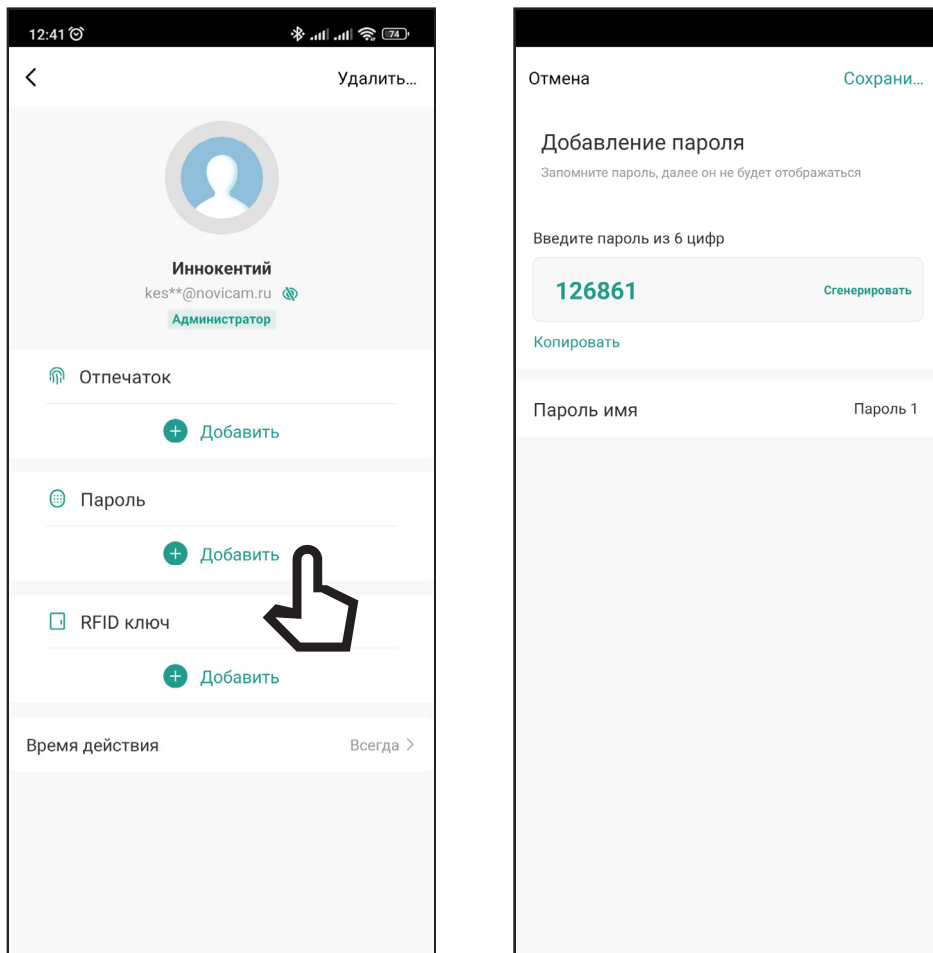 12:41
74
Удалить...
Иннокентий
kes**@novicam.ru
Администратор
Отпечаток
Добавить
Пароль
Добавить
RFID ключ
Добавить
Время действия
Всегда
Отмена
Сохрани...
Добавление пароля
Запомните пароль, далее он не будет отображаться
Введите пароль из 6 цифр
126861
Сгенерировать
Копировать
Пароль имя
Пароль 1